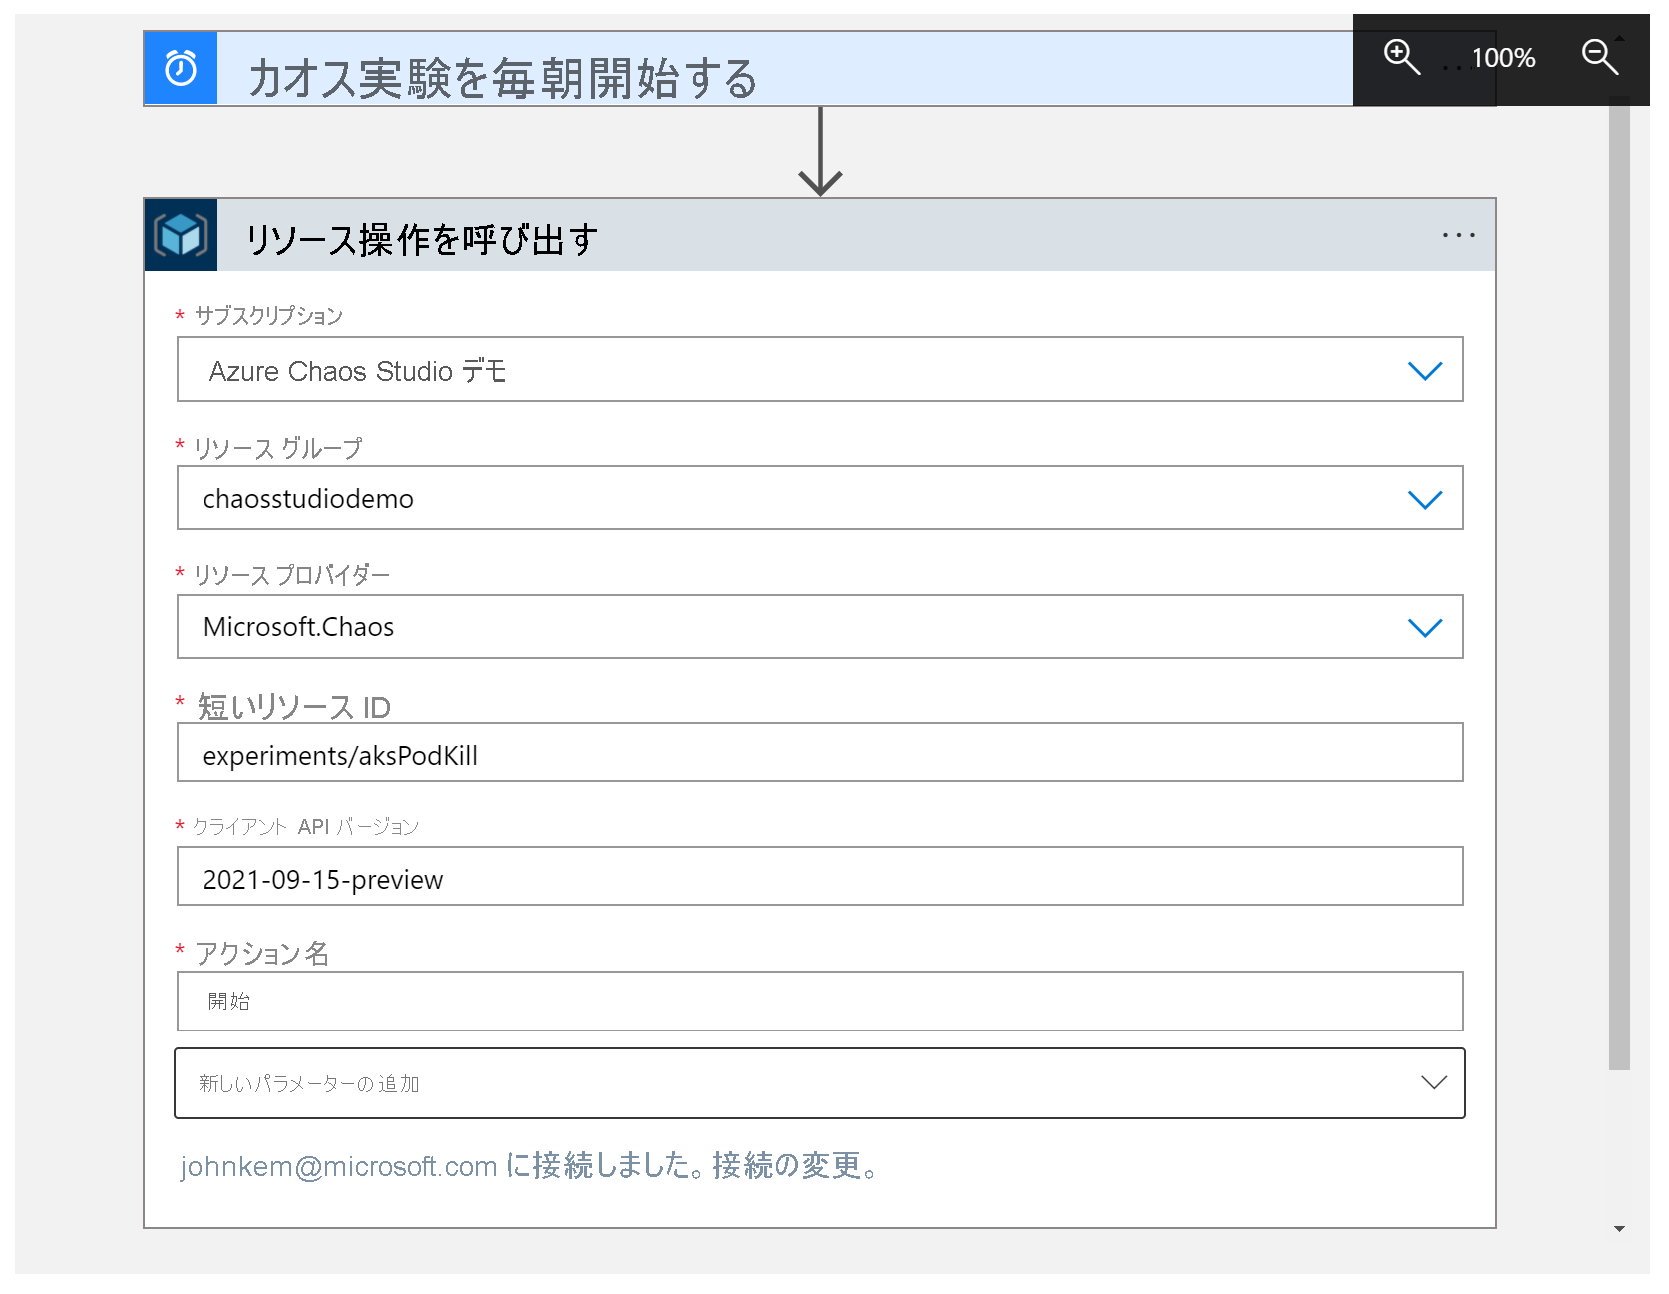 カオス実験を毎朝開始する
100%
リソース操作を呼び出す
* サブスクリプション
Azure Chaos Studio デモ
* リソース グループ
chaosstudiodemo
* リソース プロバイダー
Microsoft.Chaos
* 短いリソース ID
experiments/aksPodKill
* クライアント API バージョン
2021-09-15-preview
* アクション名
開始
新しいパラメーターの追加
johnkem@microsoft.com に接続しました。接続の変更。